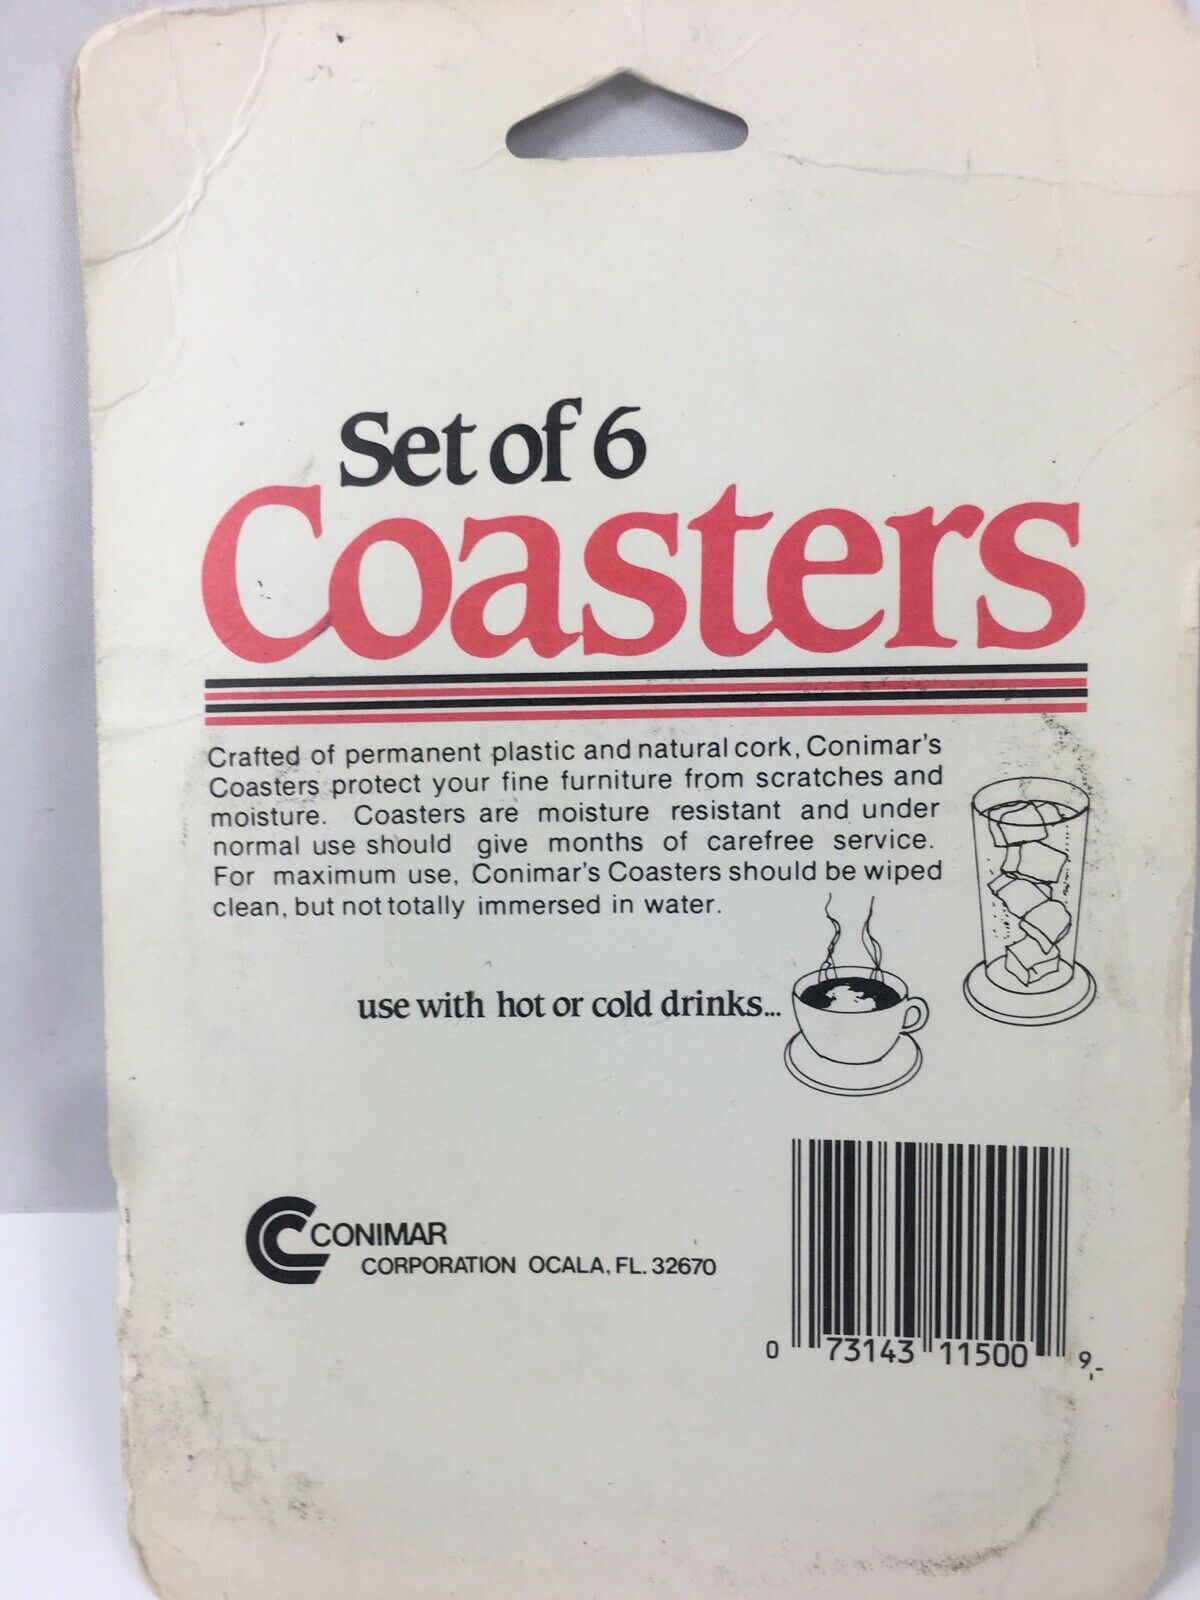 Set of 6
Coasters
Crafted of permanent plastic and natural cork, Conimar's
Coasters protect your fine furniture from scratches and
moisture. Coasters are moisture resistant and under
normal use should give months of carefree service.
For maximum use, Conimar's Coasters should be wiped
clean, but not totally immersed in water.
use with hot or cold drinks...
CONIMAR
CORPORATION OCALA, FL. 32670
0 73143 11500 9,-